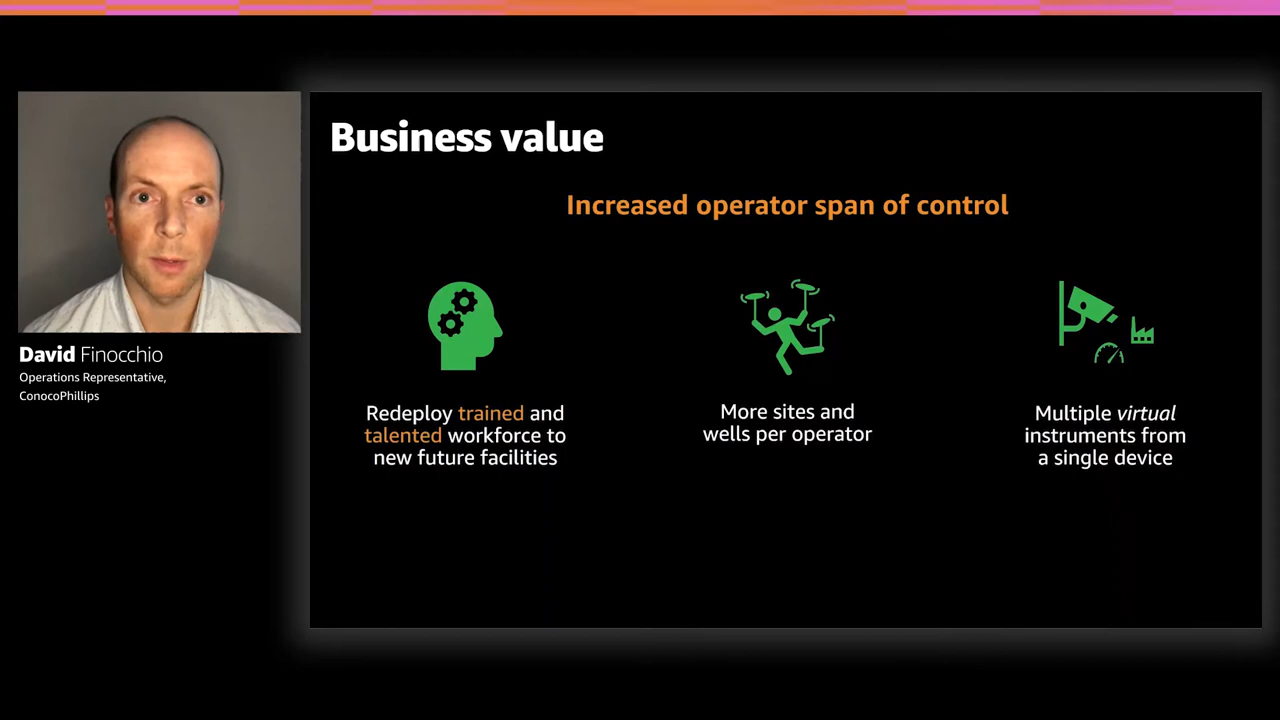 Business value
Increased operator span of control
David Finocchio
Operations Representative,
ConocoPhillips
Redeploy trained and
talented workforce to
new future facilities
More sites and
wells per operator
Multiple virtual
instruments from
a single device